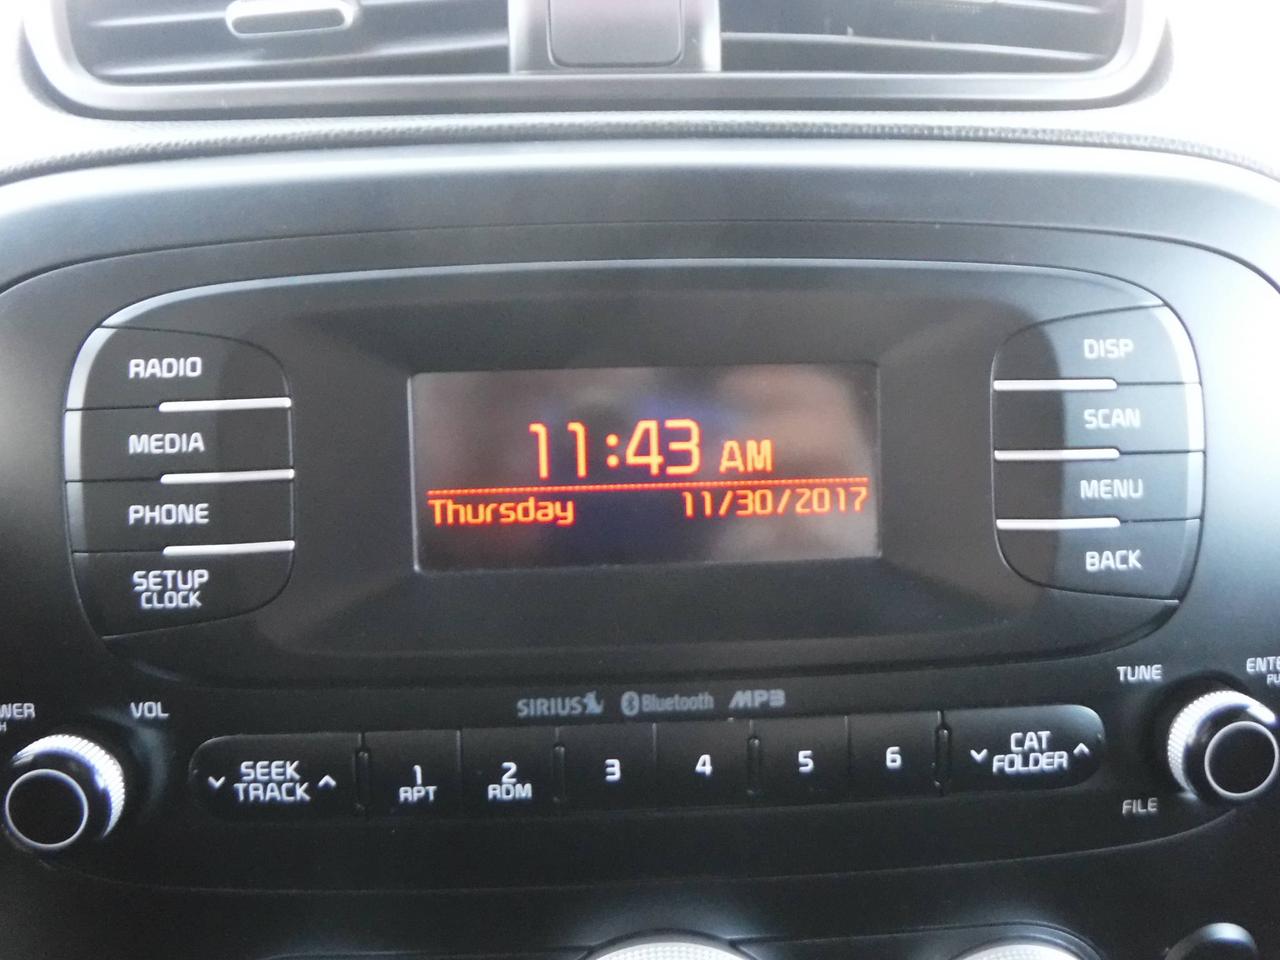 RADIO
MEDIA
PHONE
SETUP
CLOCK
11:43 AM
Thursday 11/30/2017
DISP
SCAN
MENU
BACK
SIRIUS Bluetooth MP3
VOL
SEEK
TRACK
1
RPT
2
RDM
3
4
5
6
CAT
FOLDER
TUNE
FILE